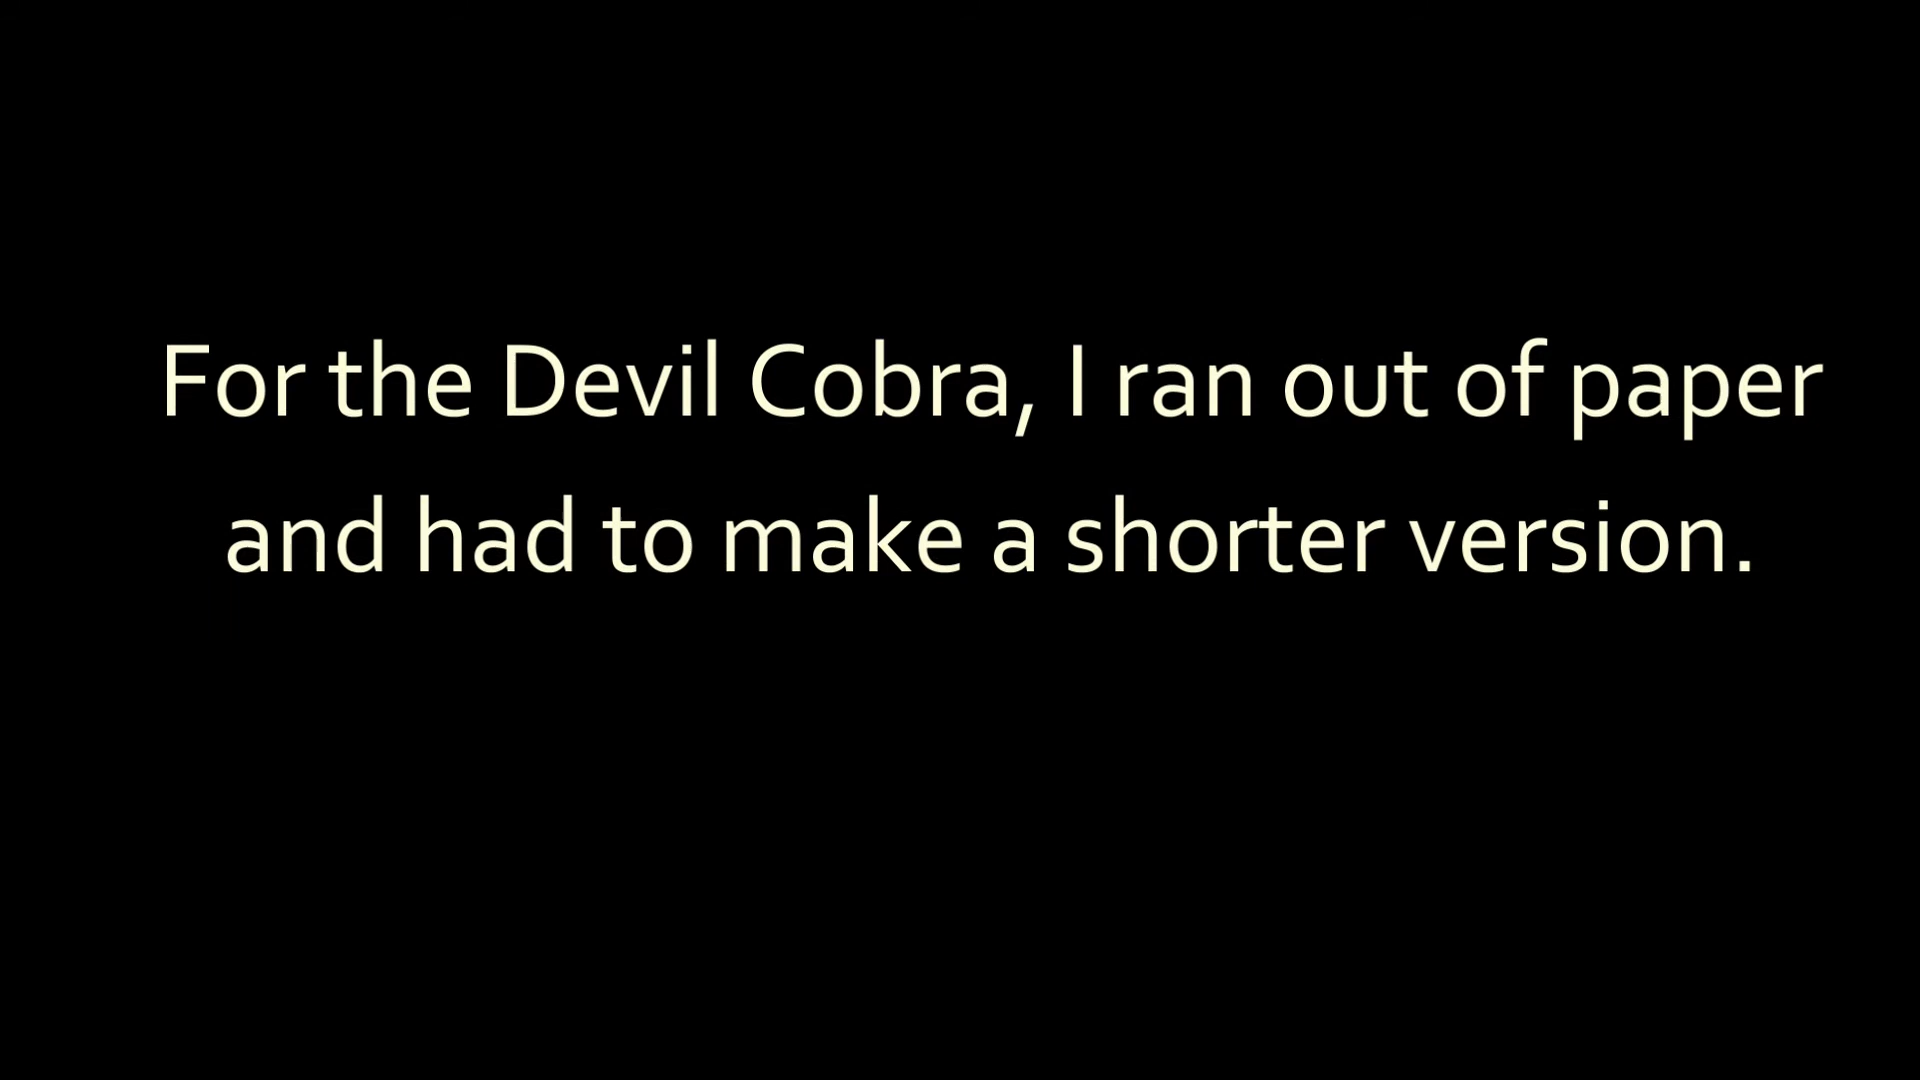 For the Devil Cobra, I ran out of paper
and had to make a shorter version.